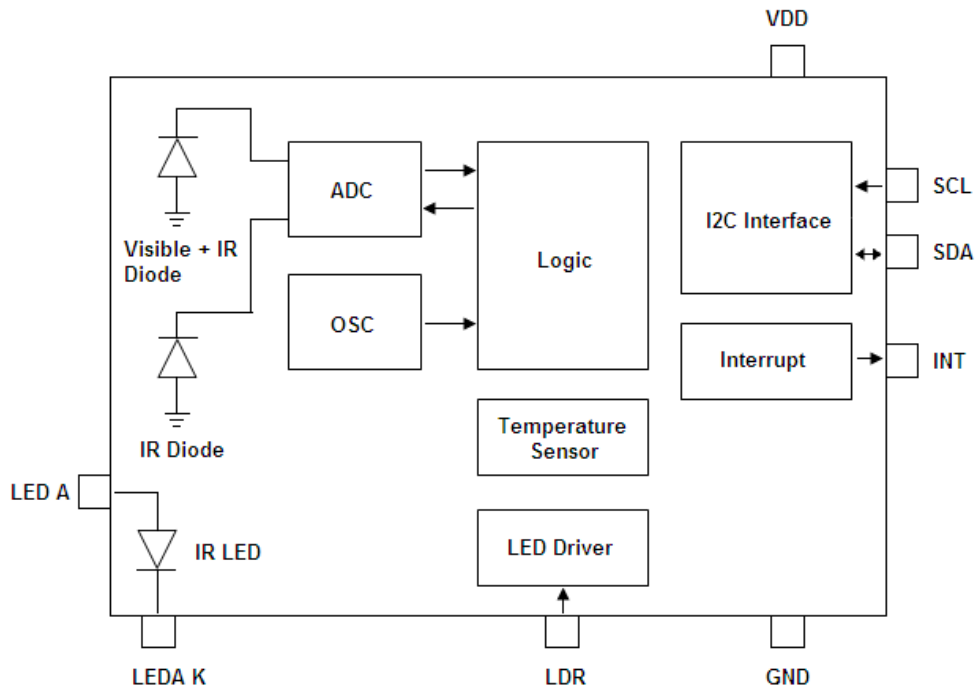 VDD
ADC
SCL
I2C Interface
Visible + IR
Diode
Logic
SDA
OSC
Interrupt
INT
Temperature
Sensor
IR Diode
LED A
IR LED
LED Driver
LEDA K
LDR
GND